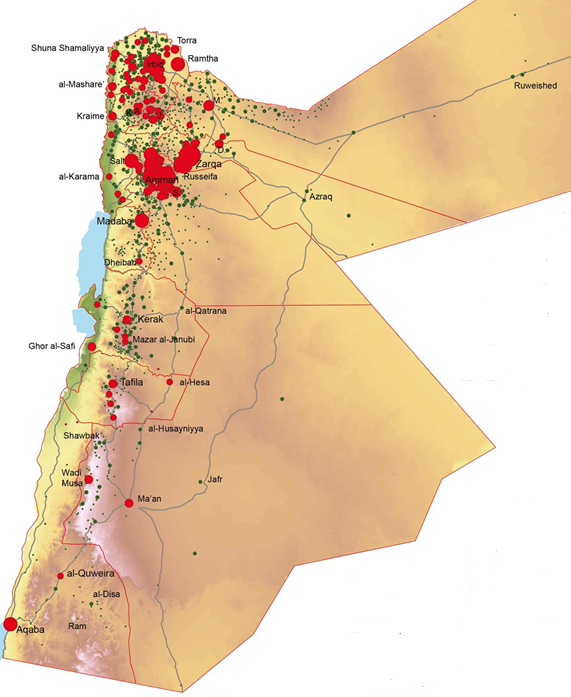 Torra
Shuna Shamaliyya
Irbid
Ramtha
al-Mashare'
Ruweished
M
Kraime
A
J
D
Salt
Zarqa
al-Karama
Amman
Russeifa
S
Azraq
Madaba
Dheiban
al-Qatrana
Kerak
Mazar al-Janubi
Ghor al-Safi
Tafila
al-Hesa
al-Husayniyya
Shawbak
Wadi
Musa
Jafr
Ma'an
al-Quweira
al-Disa
Ram
Aqaba